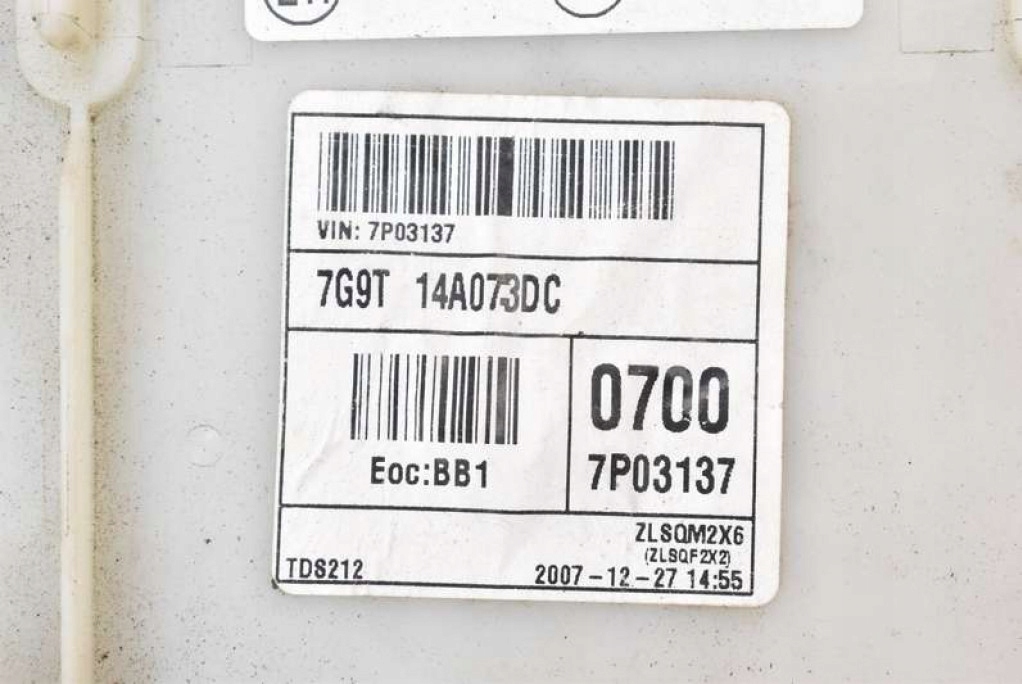 VIN: 7P03137
7G9T 14A073DC
0700
Eoc:BB1
7P03137
ZLSQM2X6
(ZLSQF2X2)
TDS212
2007-12-27 14:55